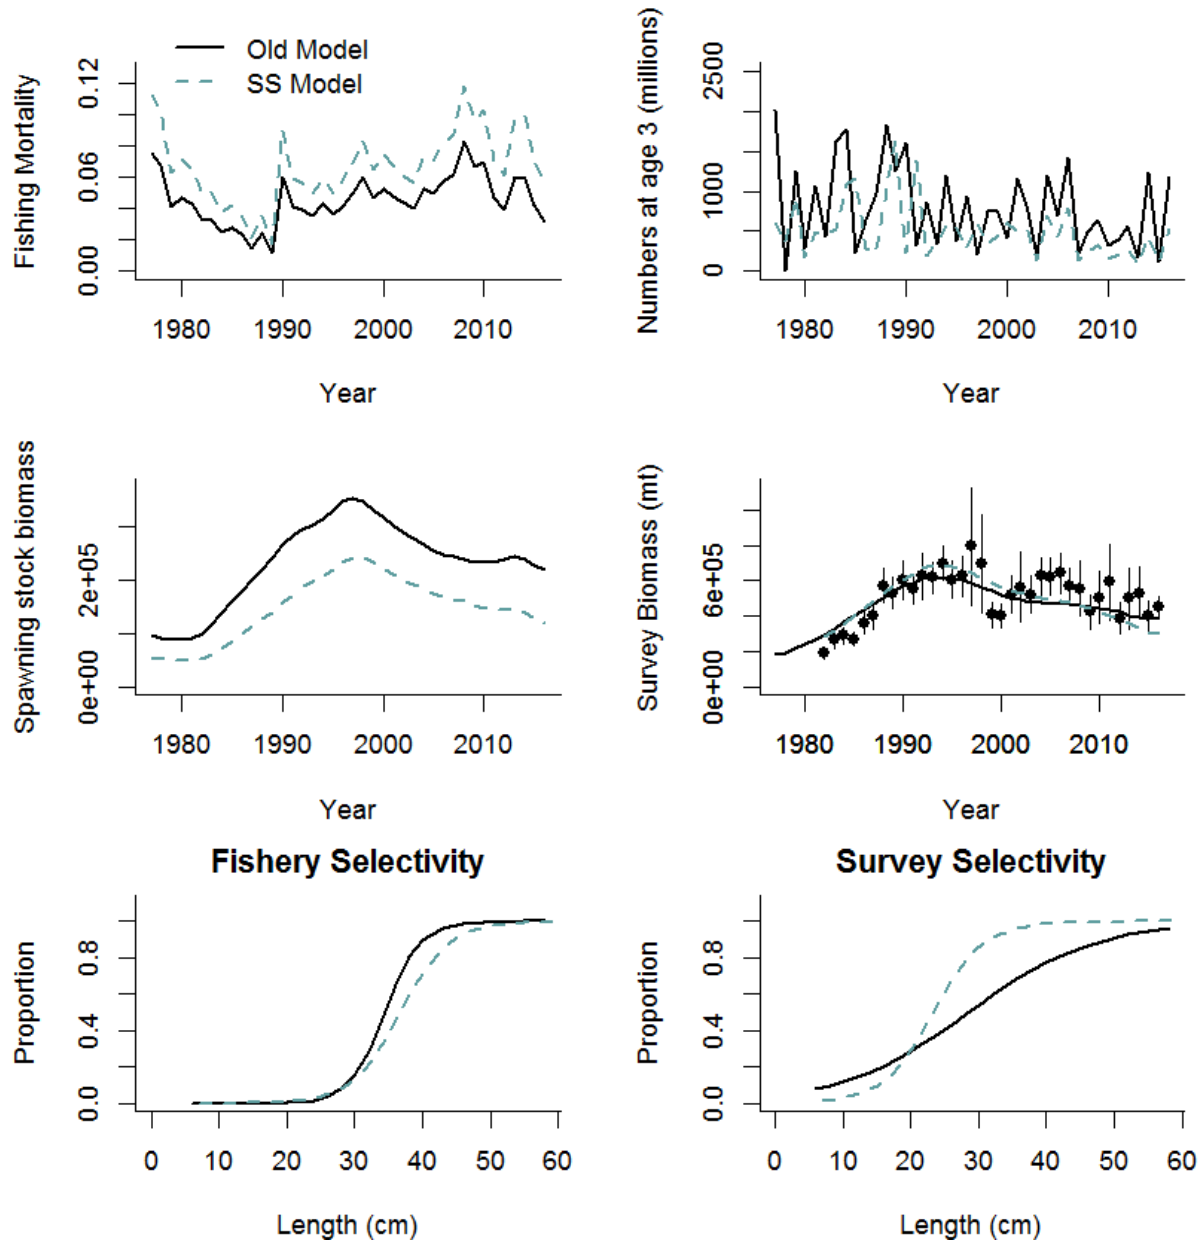 Old Model
SS Model
Fishing Mortality
0.00 0.06 0.12
1980 1990 2000 2010
Year
Numbers at age 3 (millions)
0 1000 2500
1980 1990 2000 2010
Year
Spawning stock biomass
0e+00 2e+05
1980 1990 2000 2010
Year
Survey Biomass (mt)
0e+00 6e+05
1980 1990 2000 2010
Year
Fishery Selectivity
Proportion
0.0 0.4 0.8
0 10 20 30 40 50 60
Length (cm)
Survey Selectivity
Proportion
0.0 0.4 0.8
0 10 20 30 40 50 60
Length (cm)